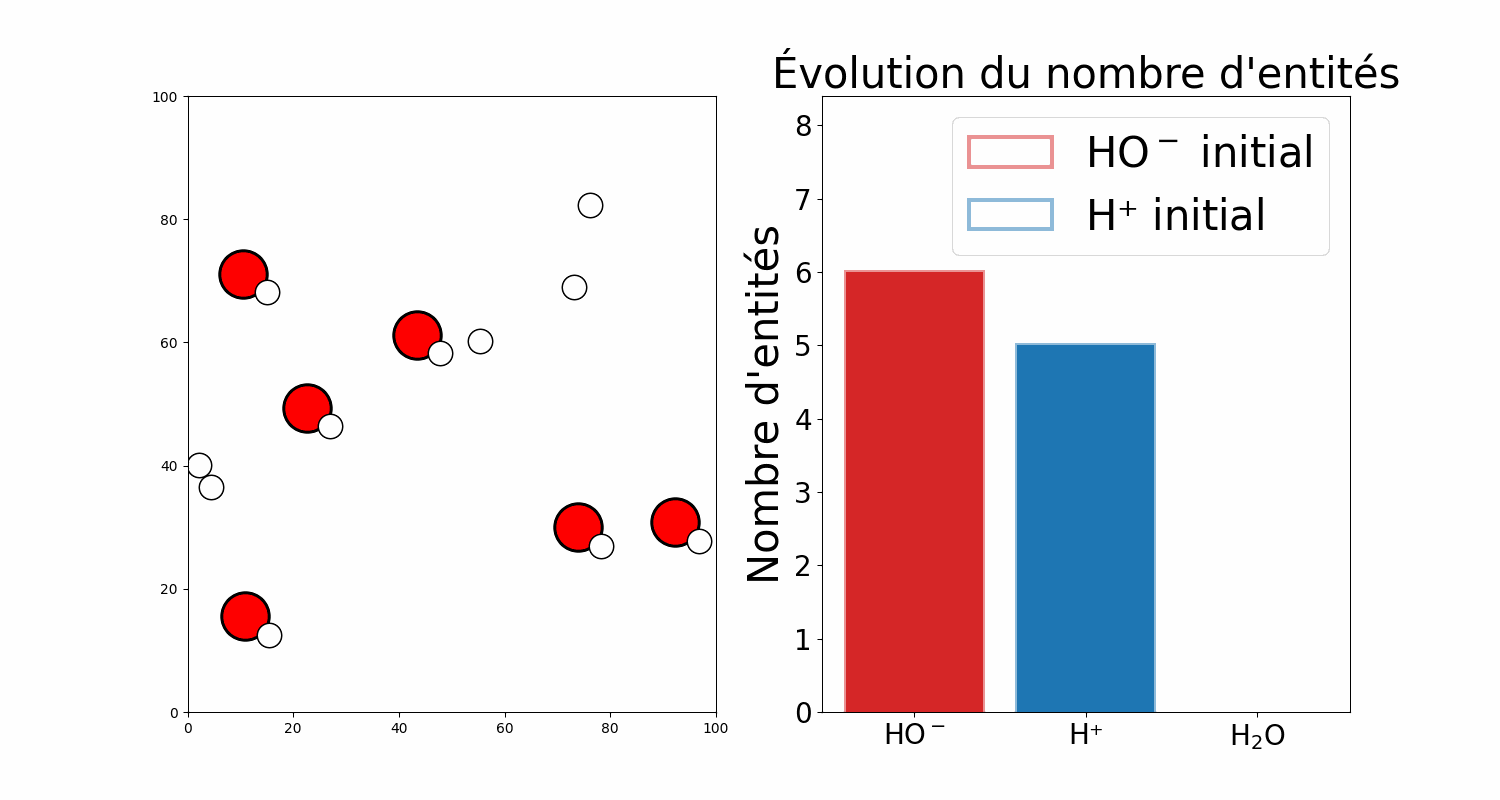 100
80
60
40
20
0
0 20 40 60 80 100
Évolution du nombre d'entités
HO⁻ initial
H⁺ initial
Nombre d'entités
8
7
6
5
4
3
2
1
0
HO⁻ H⁺ H₂O